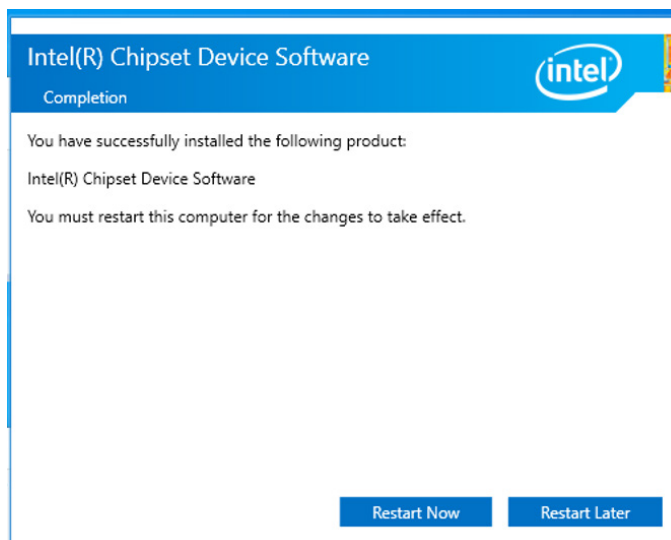 Intel(R) Chipset Device Software
intel
Completion
You have successfully installed the following product:
Intel(R) Chipset Device Software
You must restart this computer for the changes to take effect.
Restart Now
Restart Later